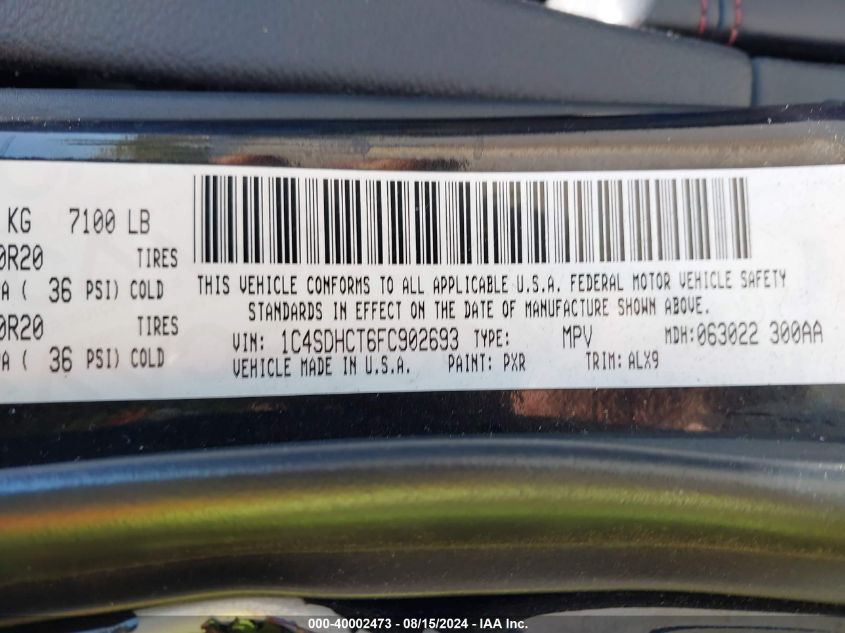 KG 7100 LB
0R20 TIRES
A ( 36 PSI) COLD
0R20 TIRES
A ( 36 PSI) COLD
THIS VEHICLE CONFORMS TO ALL APPLICABLE U.S.A. FEDERAL MOTOR VEHICLE SAFETY
STANDARDS IN EFFECT ON THE DATE OF MANUFACTURE SHOWN ABOVE.
VIN: 1C4SDHCT6FC902693 TYPE: MPV MDH:063022 300AA
VEHICLE MADE IN U.S.A. PAINT: PXR TRIM: ALX9
000-40002473 - 08/15/2024 - IAA Inc.